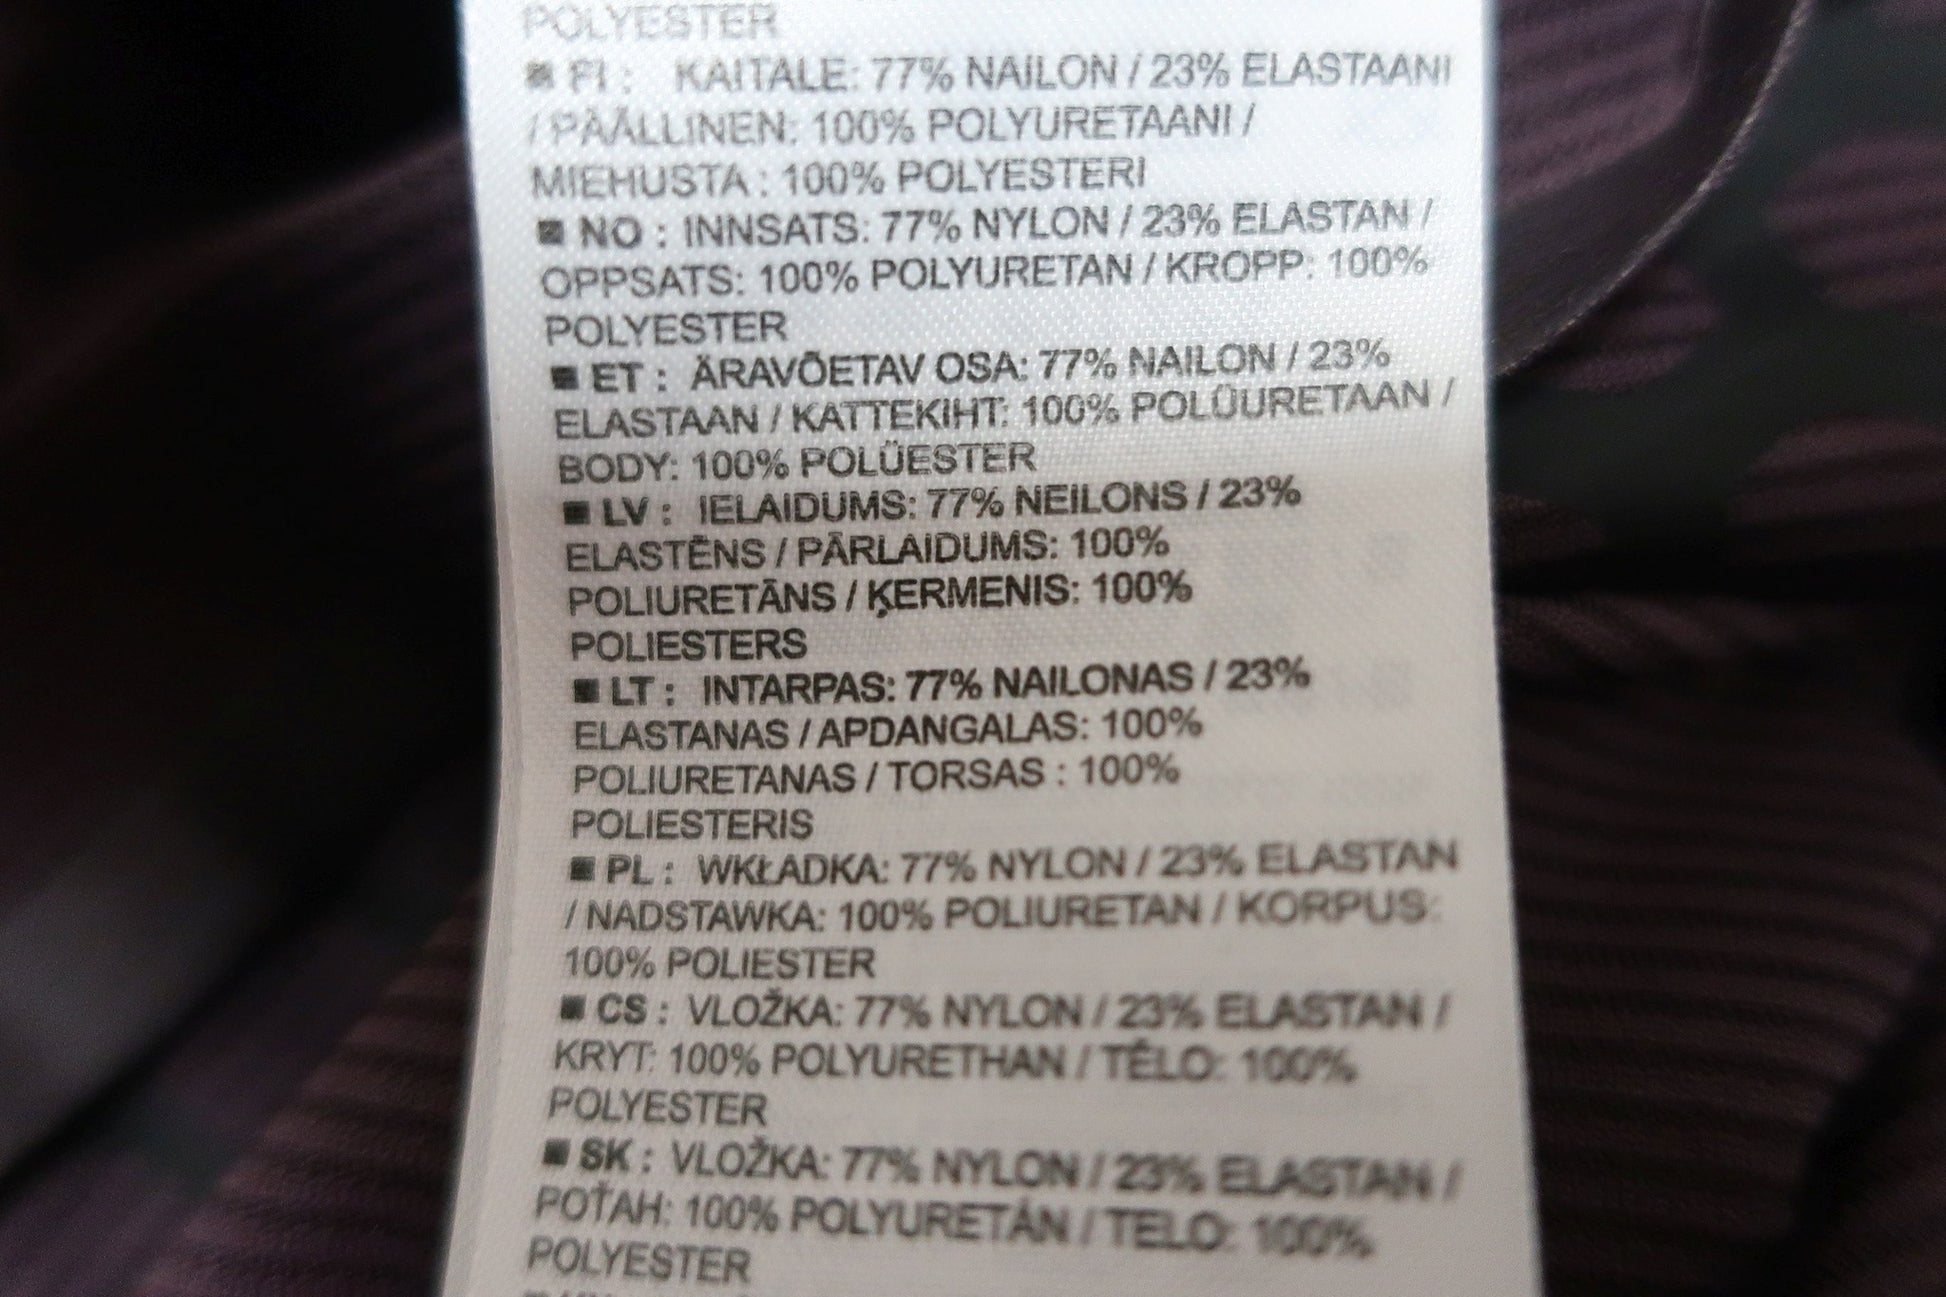 POLYESTER
■ FI : KAITALE: 77% NAILON / 23% ELASTAANI
/ PÄÄLLINEN: 100% POLYURETAANI /
MIEHUSTA : 100% POLYESTERI
■ NO : INNSATS: 77% NYLON / 23% ELASTAN /
OPPSATS: 100% POLYURETAN / KROPP: 100%
POLYESTER
■ ET : ÄRAVÕETAV OSA: 77% NAILON / 23%
ELASTAAN / KATTEKIHT: 100% POLÜURETAAN /
BODY: 100% POLÜESTER
■ LV : IELAIDUMS: 77% NEILONS / 23%
ELASTĒNS / PĀRLAIDUMS: 100%
POLIURETĀNS / ĶERMENIS: 100%
POLIESTERS
■ LT : INTARPAS: 77% NAILONAS / 23%
ELASTANAS / APDANGALAS: 100%
POLIURETANAS / TORSAS : 100%
POLIESTERIS
■ PL : WKŁADKA: 77% NYLON / 23% ELASTAN
/ NADSTAWKA: 100% POLIURETAN / KORPUS:
100% POLIESTER
■ CS : VLOŽKA: 77% NYLON / 23% ELASTAN /
KRYT: 100% POLYURETHAN / TĚLO: 100%
POLYESTER
■ SK : VLOŽKA: 77% NYLON / 23% ELASTAN /
POŤAH: 100% POLYURETÁN / TELO: 100%
POLYESTER